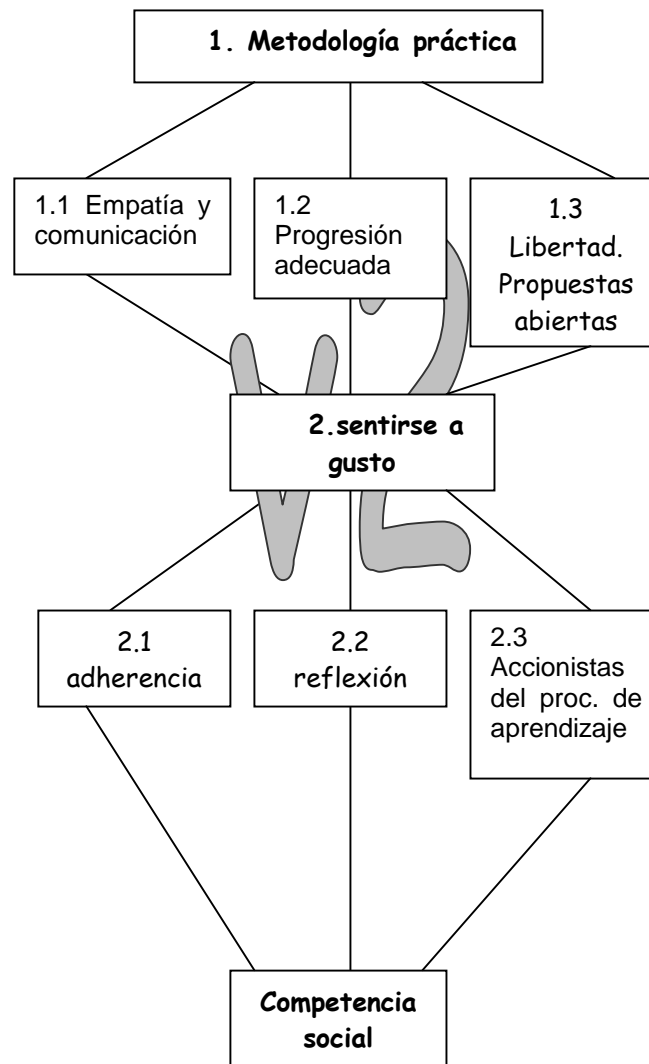 1. Metodología práctica
1.1 Empatía y
comunicación
1.2
Progresión
adecuada
1.3
Libertad.
Propuestas
abiertas
V2
2.sentirse a
gusto
2.1
adherencia
2.2
reflexión
2.3
Accionistas
del proc. de
aprendizaje
Competencia
social